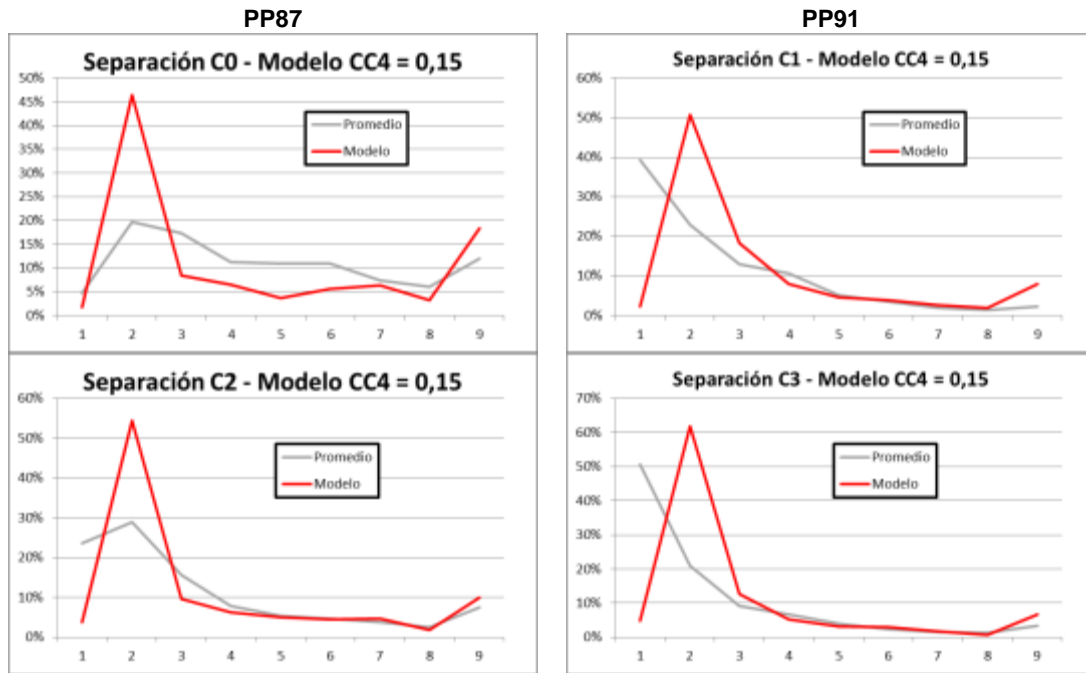 PP87
PP91
Separación C0 - Modelo CC4 = 0,15
50%
45%
40%
35%
30%
25%
20%
15%
10%
5%
0%
Promedio
Modelo
1 2 3 4 5 6 7 8 9
Separación C1 - Modelo CC4 = 0,15
60%
50%
40%
30%
20%
10%
0%
Promedio
Modelo
1 2 3 4 5 6 7 8 9
Separación C2 - Modelo CC4 = 0,15
60%
50%
40%
30%
20%
10%
0%
Promedio
Modelo
1 2 3 4 5 6 7 8 9
Separación C3 - Modelo CC4 = 0,15
70%
60%
50%
40%
30%
20%
10%
0%
Promedio
Modelo
1 2 3 4 5 6 7 8 9